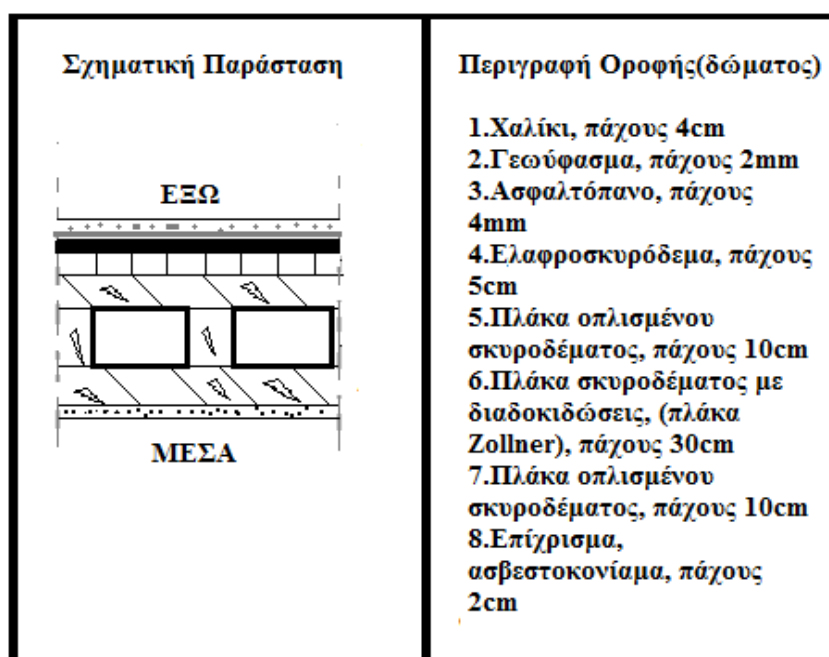 Σχηματική Παράσταση
ΕΞΩ
ΜΕΣΑ
Περιγραφή Οροφής(δώματος)
1.Χαλίκι, πάχους 4cm
2.Γεωύφασμα, πάχους 2mm
3.Ασφαλτόπανο, πάχους
4mm
4.Ελαφροσκυρόδεμα, πάχους
5cm
5.Πλάκα οπλισμένου
σκυροδέματος, πάχους 10cm
6.Πλάκα σκυροδέματος με
διαδοκιδώσεις, (πλάκα
Zollner), πάχους 30cm
7.Πλάκα οπλισμένου
σκυροδέματος, πάχους 10cm
8.Επίχρισμα,
ασβεστοκονίαμα, πάχους
2cm